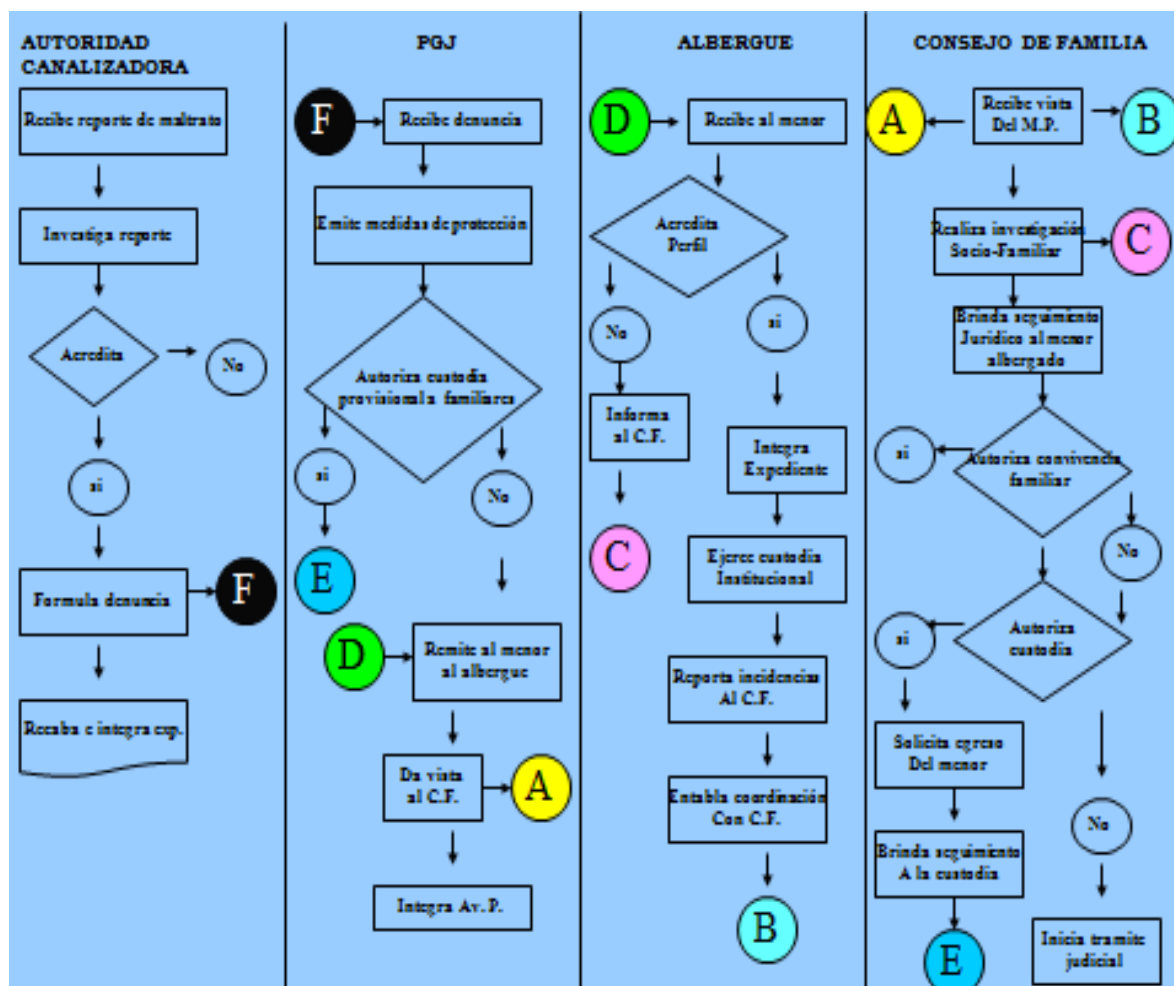 AUTORIDAD
CANALIZADORA
Recibe reporte de maltrato
Investiga reporte
Acredita
No
si
Formula denuncia
F
Recaba e integra exp.
PGJ
F
Recibe denuncia
Emite medidas de protección
Autoriza custodia
provisional a familiares
si
No
E
D
Remite al menor
al albergue
Da vista
al C.F.
A
Integra Av. P.
ALBERGUE
D
Recibe al menor
Acredita
Perfil
No
si
Informa
al C.F.
C
Integra
Expediente
Ejerce custodia
Institucional
Reporta incidencias
Al C.F.
Entabla coordinación
Con C.F.
B
CONSEJO DE FAMILIA
A
Recibe vista
Del M.P.
B
Realiza investigación
Socio-Familiar
C
Brinda seguimiento
Jurídico al menor
albergado
si
Autoriza convivencia
familiar
No
si
Autoriza
custodia
Solicita egreso
Del menor
No
Brinda seguimiento
A la custodia
E
Inicia tramite
judicial